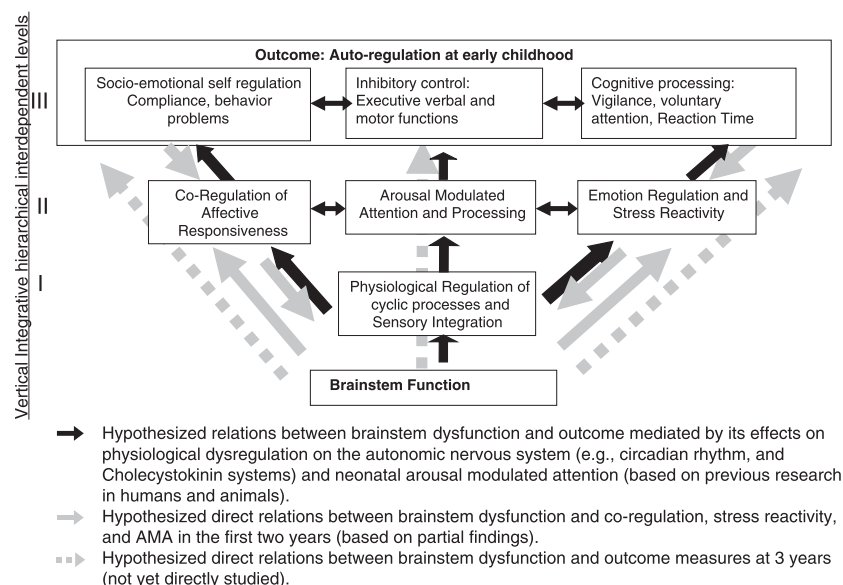 Vertical Integrative hierarchical interdependent levels
III
II
I
Outcome: Auto-regulation at early childhood
Socio-emotional self regulation
Compliance, behavior
problems
Inhibitory control:
Executive verbal and
motor functions
Cognitive processing:
Vigilance, voluntary
attention, Reaction Time
Co-Regulation of
Affective
Responsiveness
Arousal Modulated
Attention and Processing
Emotion Regulation and
Stress Reactivity
Physiological Regulation of
cyclic processes and
Sensory Integration
Brainstem Function
Hypothesized relations between brainstem dysfunction and outcome mediated by its effects on
physiological dysregulation on the autonomic nervous system (e.g., circadian rhythm, and
Cholecystokinin systems) and neonatal arousal modulated attention (based on previous research
in humans and animals).
Hypothesized direct relations between brainstem dysfunction and co-regulation, stress reactivity,
and AMA in the first two years (based on partial findings).
Hypothesized direct relations between brainstem dysfunction and outcome measures at 3 years
(not yet directly studied).